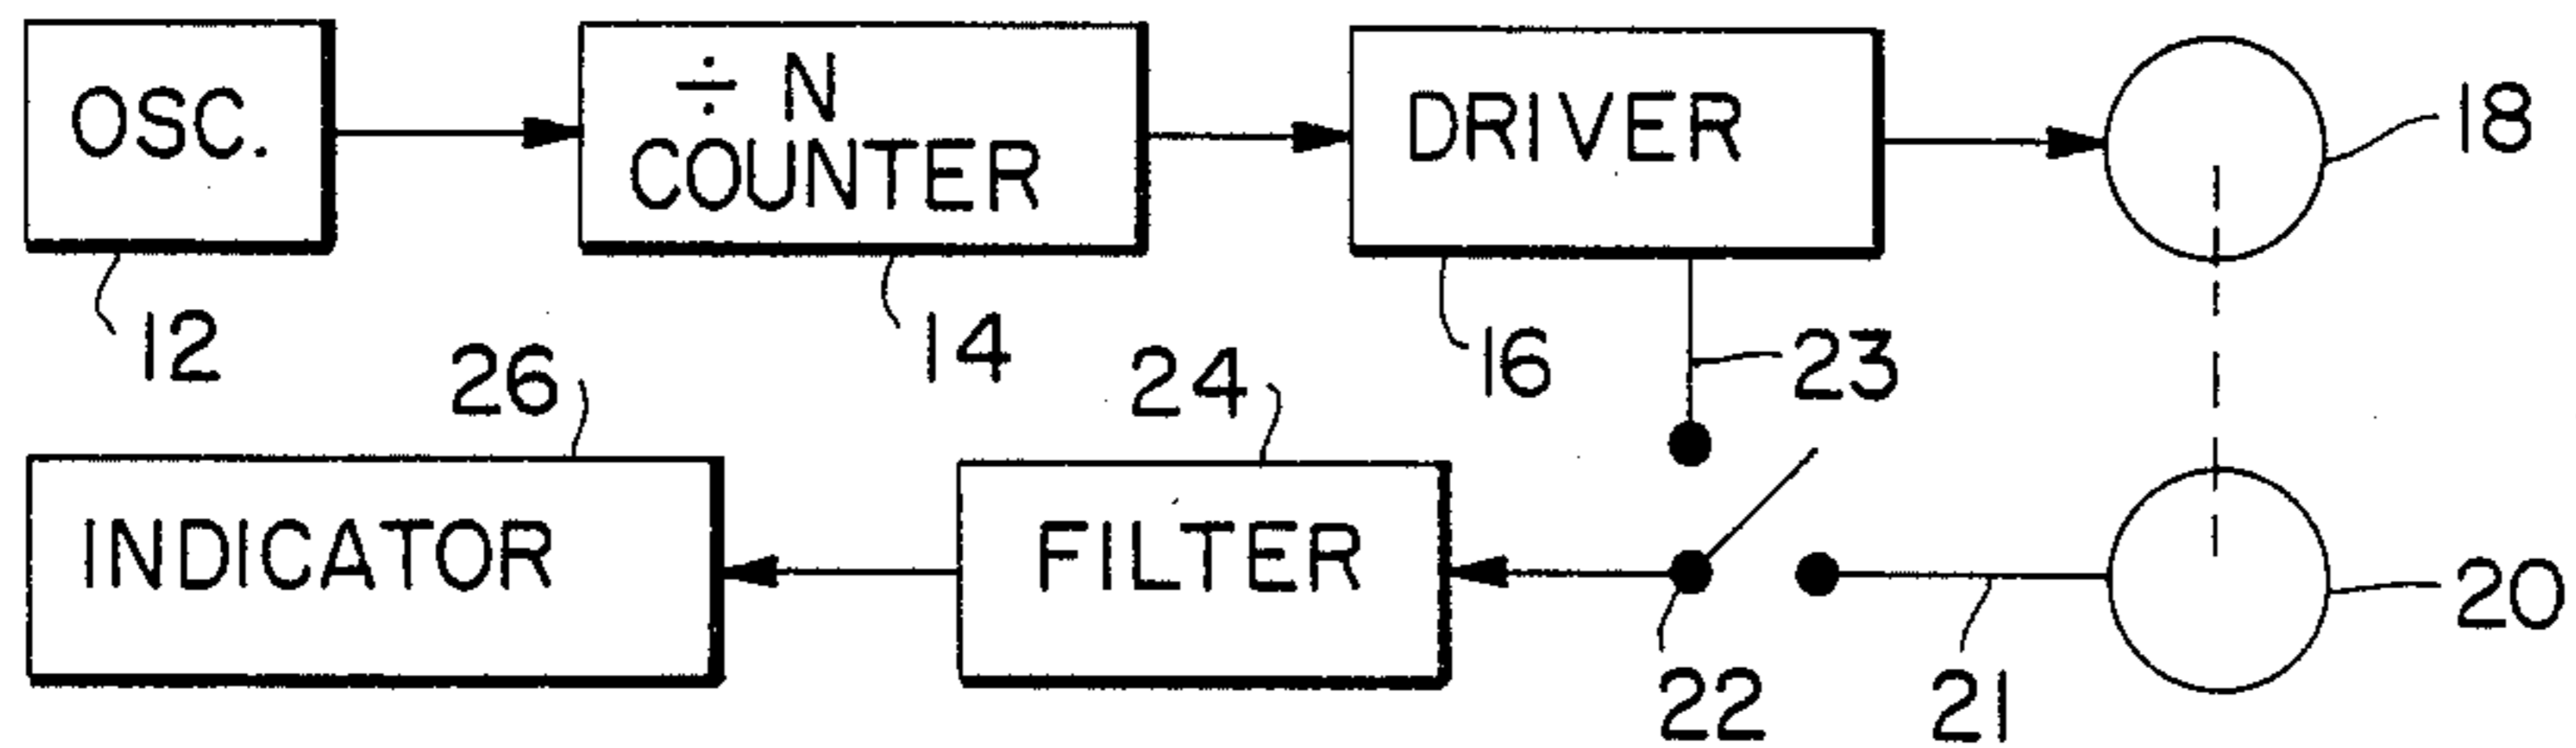 OSC.
÷ N
COUNTER
DRIVER
18
12
14
16
23
26
24
INDICATOR
FILTER
20
22
21